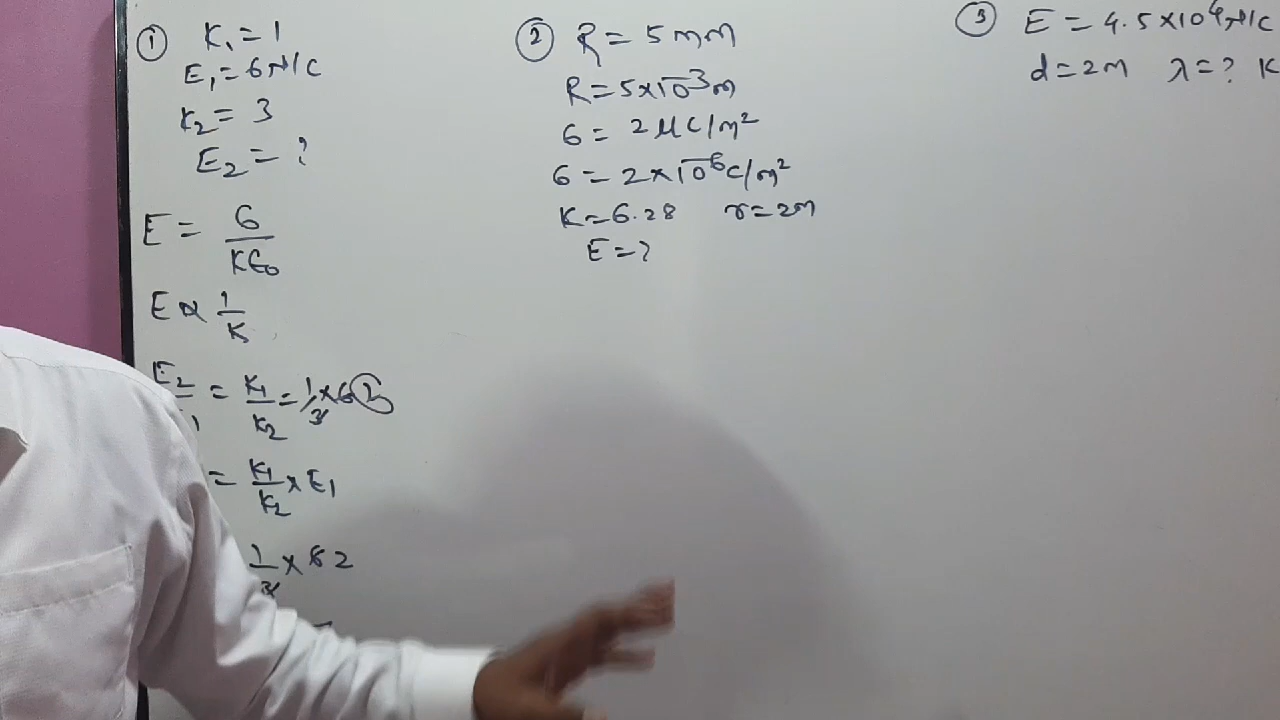 ① K₁ = 1
E₁ = 6 N/C
K₂ = 3
E₂ = ?
E = σ / Kε₀
E ∝ 1/K
E₂ / 1 = K₁/K₂ = 1/3 × 6 2
= K₁/K₂ × E₁
1/3 × 6 2
② R = 5 mm
R = 5×10⁻³ m
σ = 2 μC/m²
σ = 2×10⁻⁶ C/m²
K = 6.28 r = 2m
E = ?
③ E = 4.5×10⁴ N/C
d = 2m λ = ? K